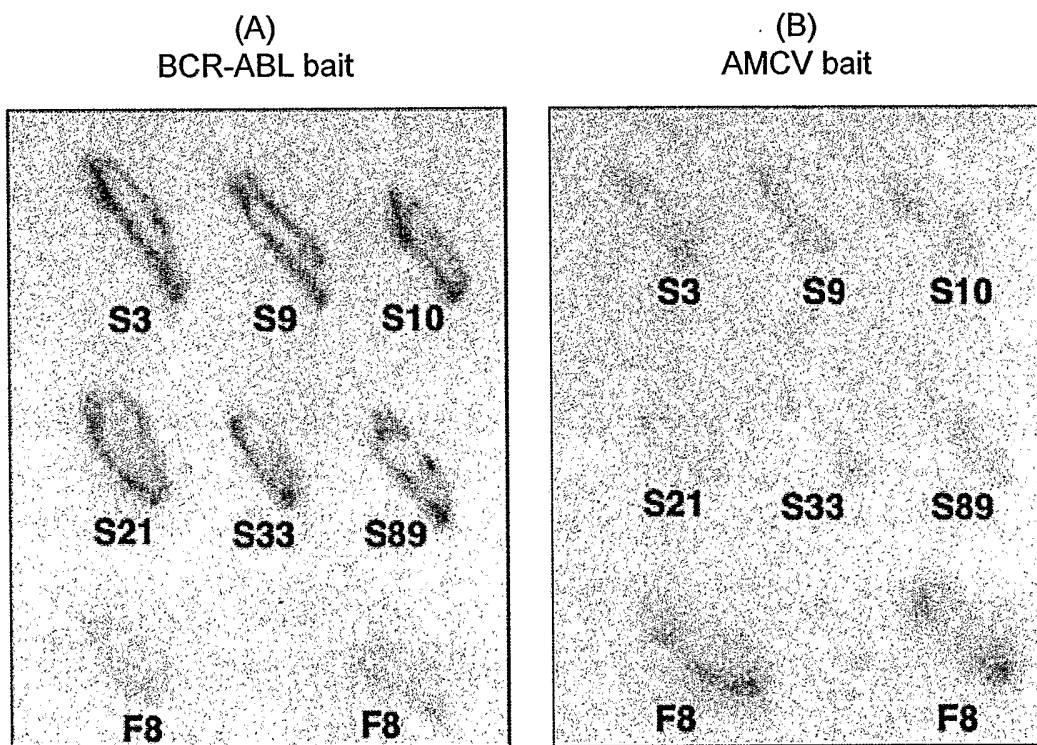 (A)
BCR-ABL bait
(B)
AMCV bait
S3 S9 S10
S21 S33 S89
F8 F8
S3 S9 S10
S21 S33 S89
F8 F8